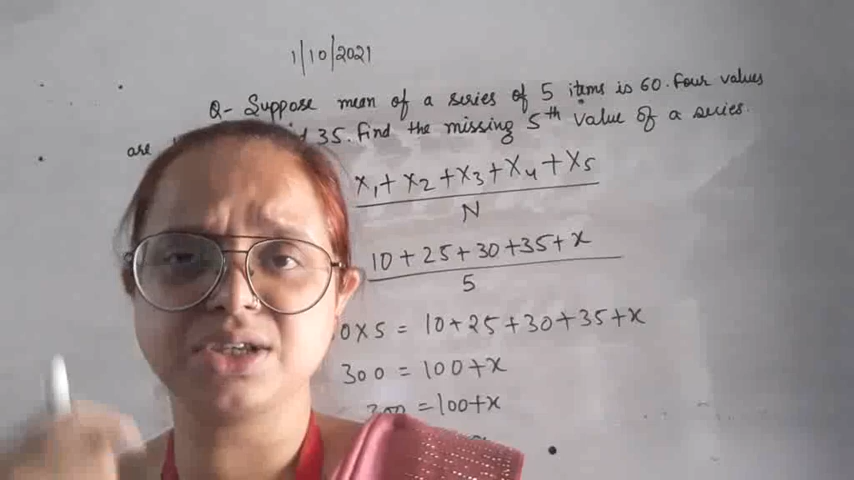 1/10/2021
Q- Suppose mean of a series of 5 items is 60. Four values
are 35. Find the missing 5th value of a series.
x1 + x2 + x3 + x4 + x5
N
10 + 25 + 30 + 35 + x
5
0 x 5 = 10 + 25 + 30 + 35 + x
300 = 100 + x
300 = 100 + x